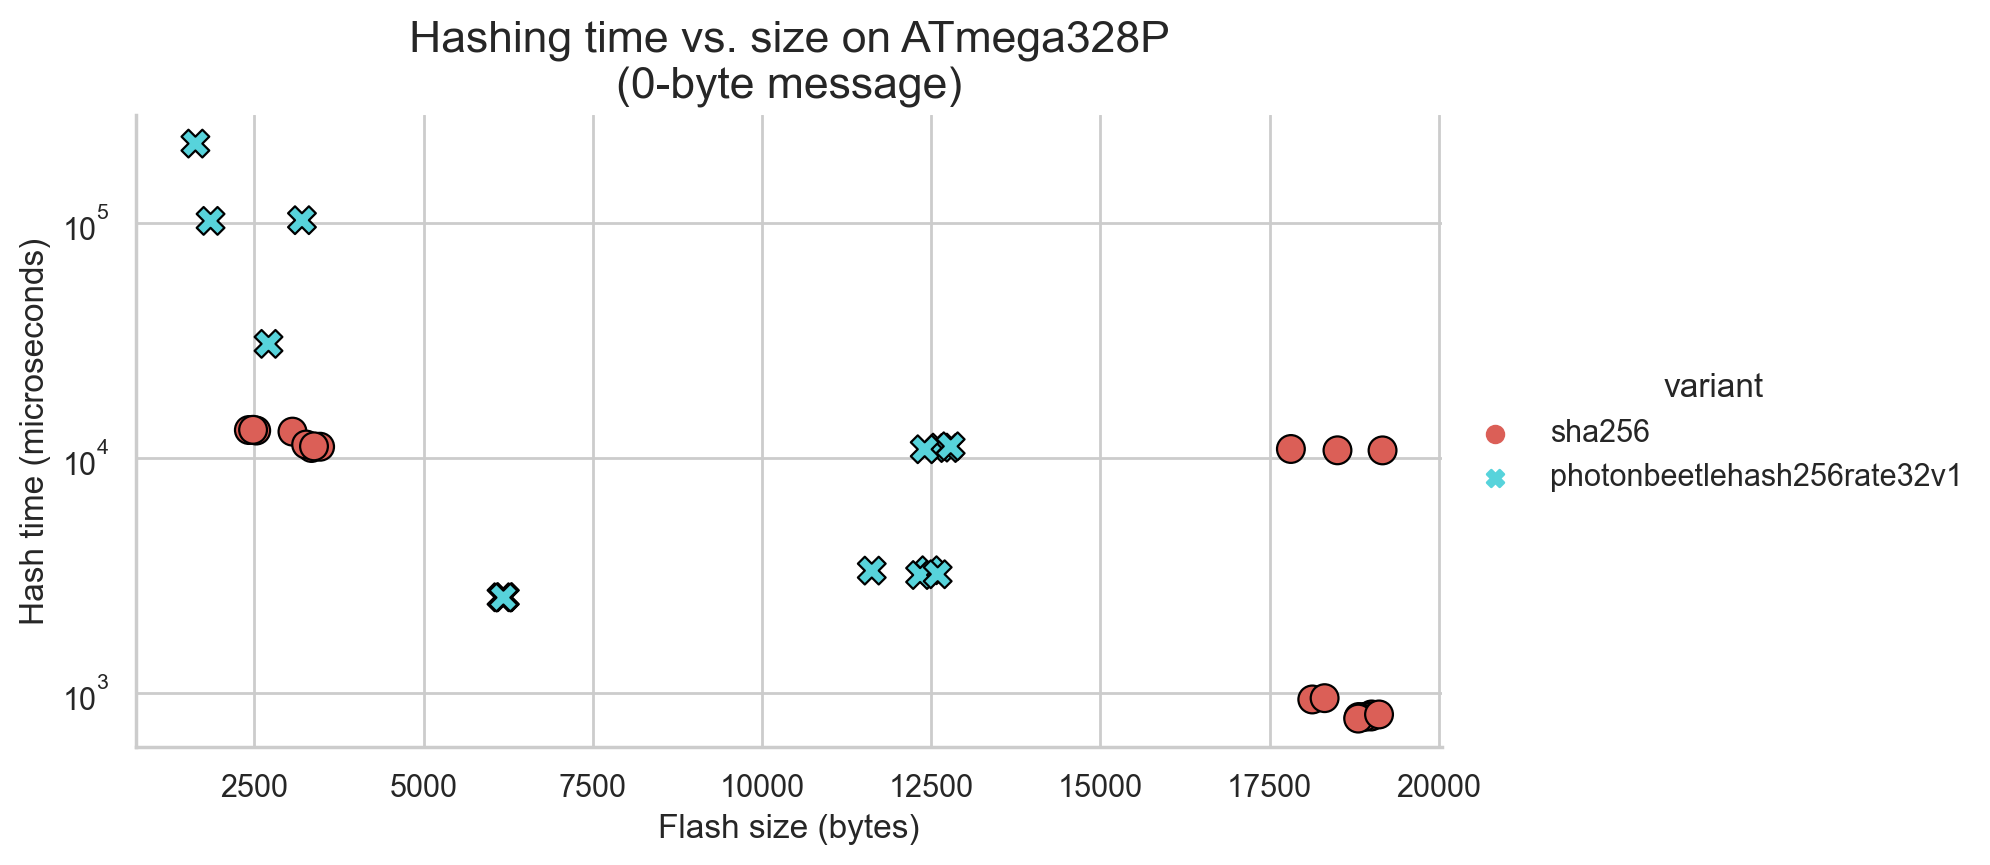 Hashing time vs. size on ATmega328P
(0-byte message)
Hash time (microseconds)
10^5
10^4
10^3
2500 5000 7500 10000 12500 15000 17500 20000
Flash size (bytes)
variant
sha256
photonbeetlehash256rate32v1